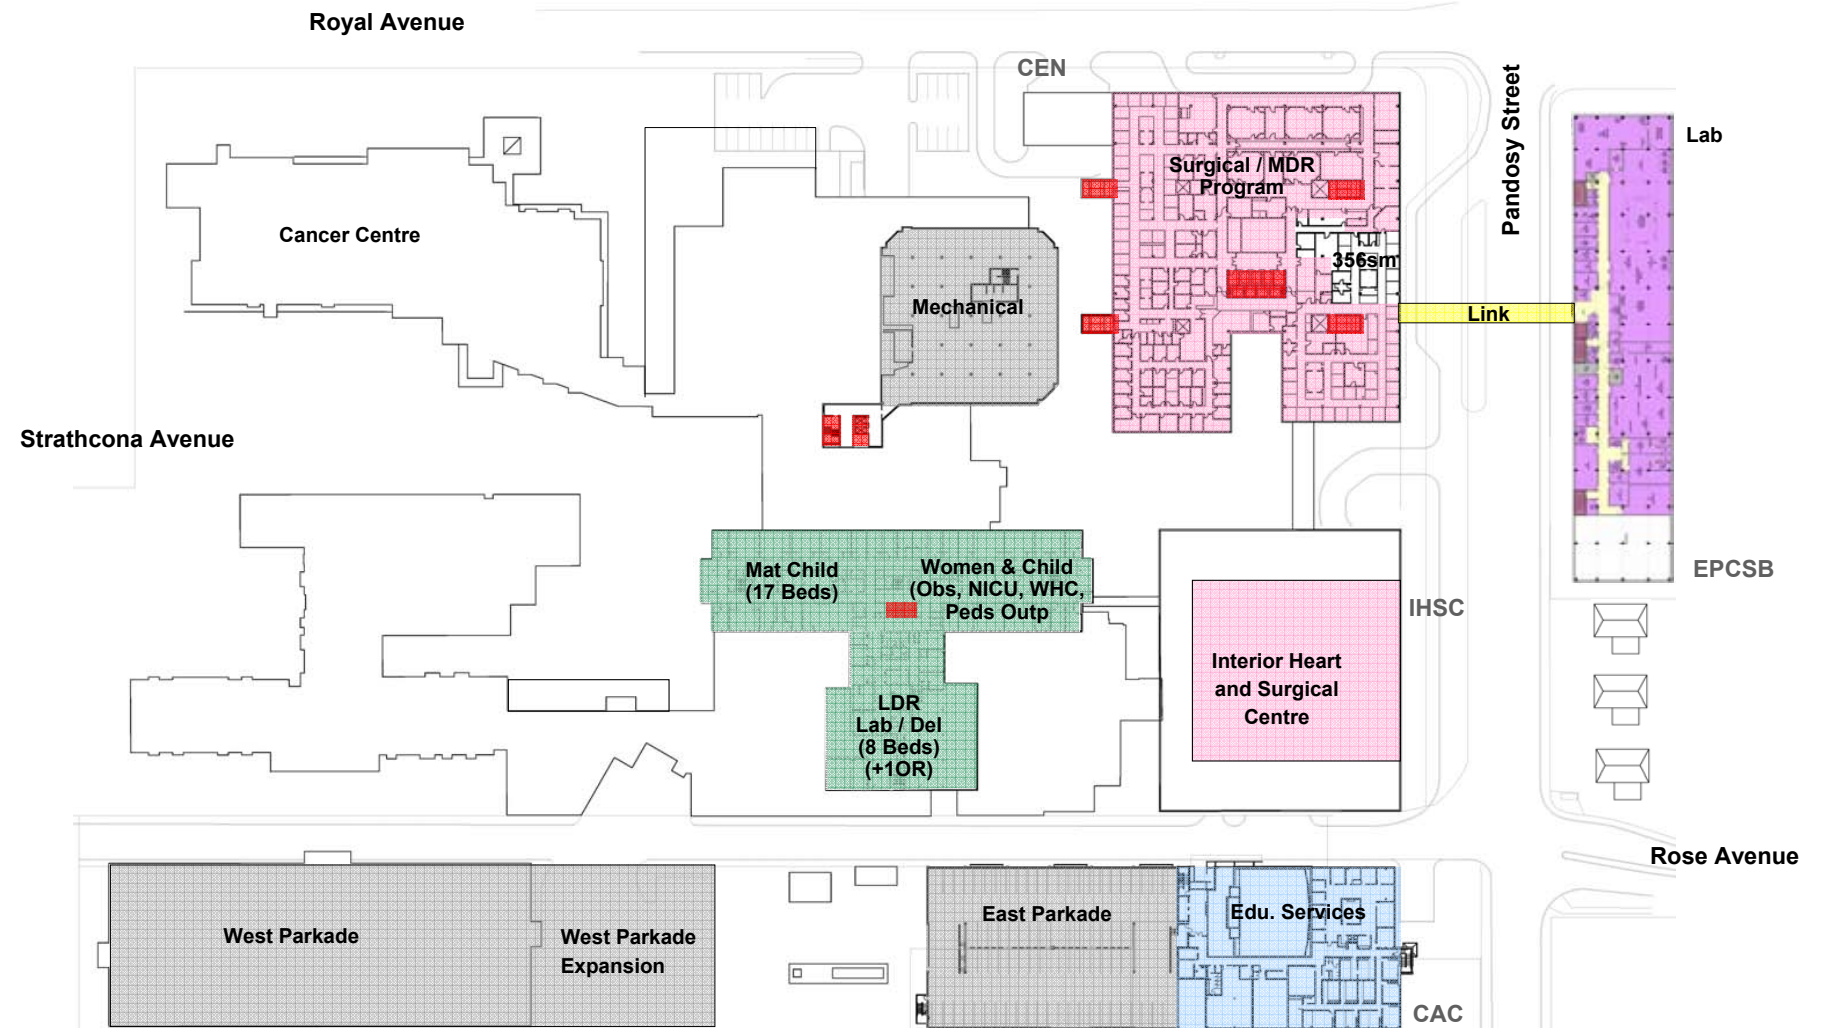 Royal Avenue
CEN
Pandosy Street
Lab
Surgical / MDR
Program
Cancer Centre
356sm
Mechanical
Link
Strathcona Avenue
Mat Child
(17 Beds)
Women & Child
(Obs, NICU, WHC,
Peds Outp
EPCSB
IHSC
Interior Heart
and Surgical
Centre
LDR
Lab / Del
(8 Beds)
(+1OR)
Rose Avenue
West Parkade
West Parkade
Expansion
East Parkade
Edu. Services
CAC